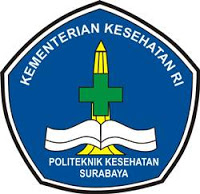 KEMENTERIAN KESEHATAN RI
POLITEKNIK KESEHATAN
SURABAYA